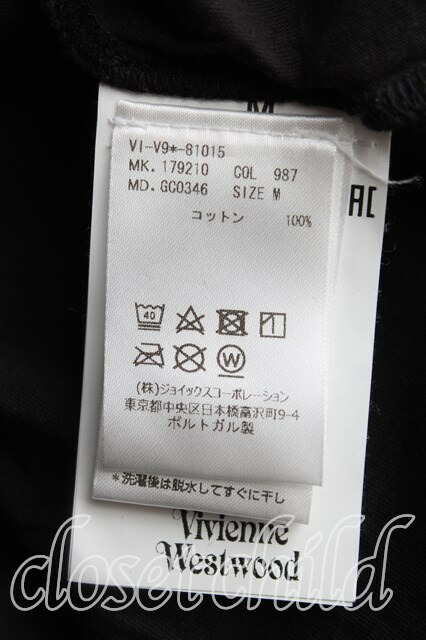 M
VI-V9*-81015
MK. 179210 COL 987
MD. GC0346 SIZE M
コットン 100%
40
W
(株)ジョイックスコーポレーション
東京都中央区日本橋富沢町9-4
ポルトガル製
*洗濯後は脱水してすぐに干し
Vivienne
Westwood
closet child